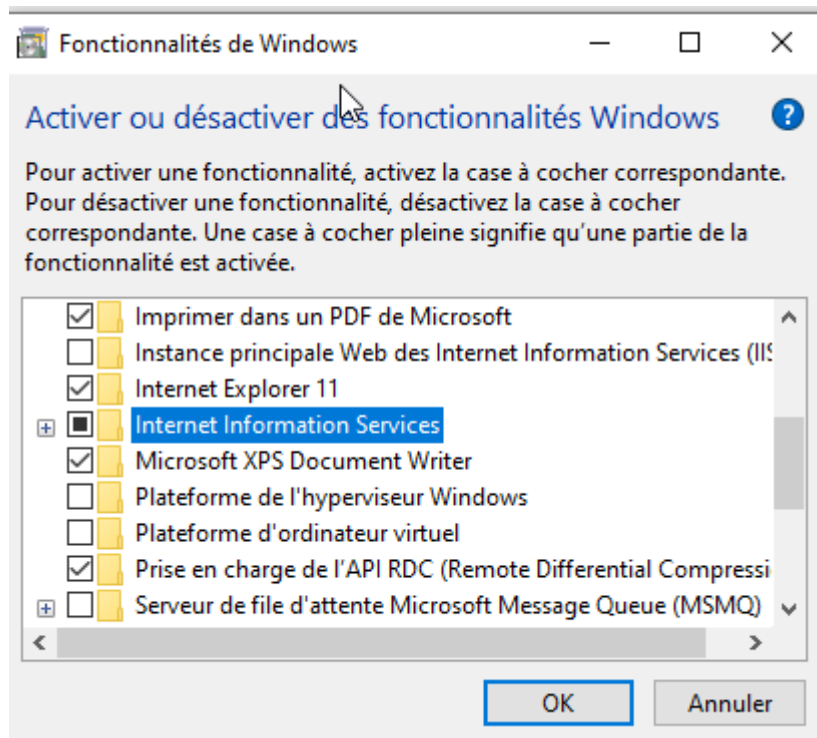 Fonctionnalités de Windows
Activer ou désactiver des fonctionnalités Windows
Pour activer une fonctionnalité, activez la case à cocher correspondante.
Pour désactiver une fonctionnalité, désactivez la case à cocher
correspondante. Une case à cocher pleine signifie qu'une partie de la
fonctionnalité est activée.
Imprimer dans un PDF de Microsoft
Instance principale Web des Internet Information Services (IIS
Internet Explorer 11
Internet Information Services
Microsoft XPS Document Writer
Plateforme de l'hyperviseur Windows
Plateforme d'ordinateur virtuel
Prise en charge de l'API RDC (Remote Differential Compressi
Serveur de file d'attente Microsoft Message Queue (MSMQ)
OK Annuler